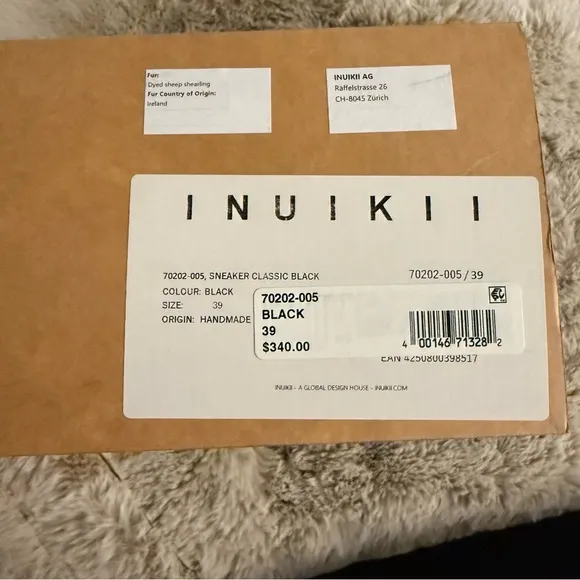 Fur:
Dyed sheep shearling
Fur Country of Origin:
Ireland
INUIKII AG
Räffelstrasse 26
CH-8045 Zürich
INUIKII
70202-005, SNEAKER CLASSIC BLACK
70202-005/39
COLOUR: BLACK
SIZE: 39
ORIGIN: HANDMADE
70202-005
BLACK
39
$340.00
4 00146 71328 2
EAN 4250800398517
INUIKII - A GLOBAL DESIGN HOUSE - INUIKII.COM